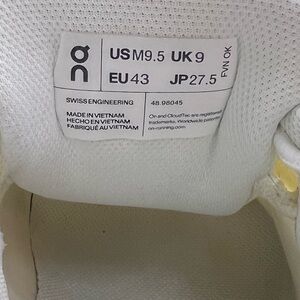 US M9.5 UK 9
EU 43 JP 27.5
FVN OK
SWISS ENGINEERING
48.98045
MADE IN VIETNAM
HECHO EN VIETNAM
FABRIQUÉ AU VIETNAM
On and CloudTec are registered
trademarks. Worldwide patents
on-running.com